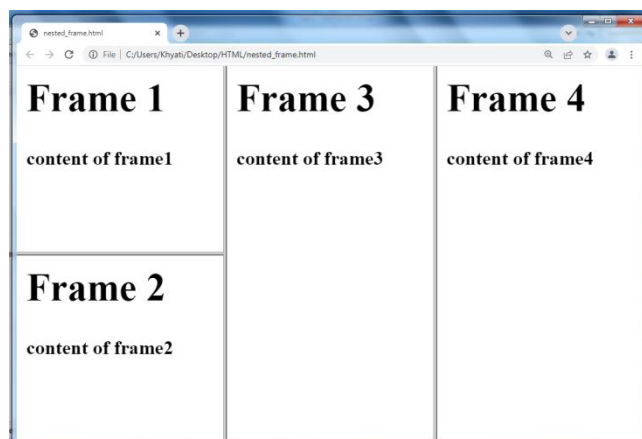 nested_frame.html
File | C:/Users/Khyati/Desktop/HTML/nested_frame.html
Frame 1
content of frame1
Frame 2
content of frame2
Frame 3
content of frame3
Frame 4
content of frame4